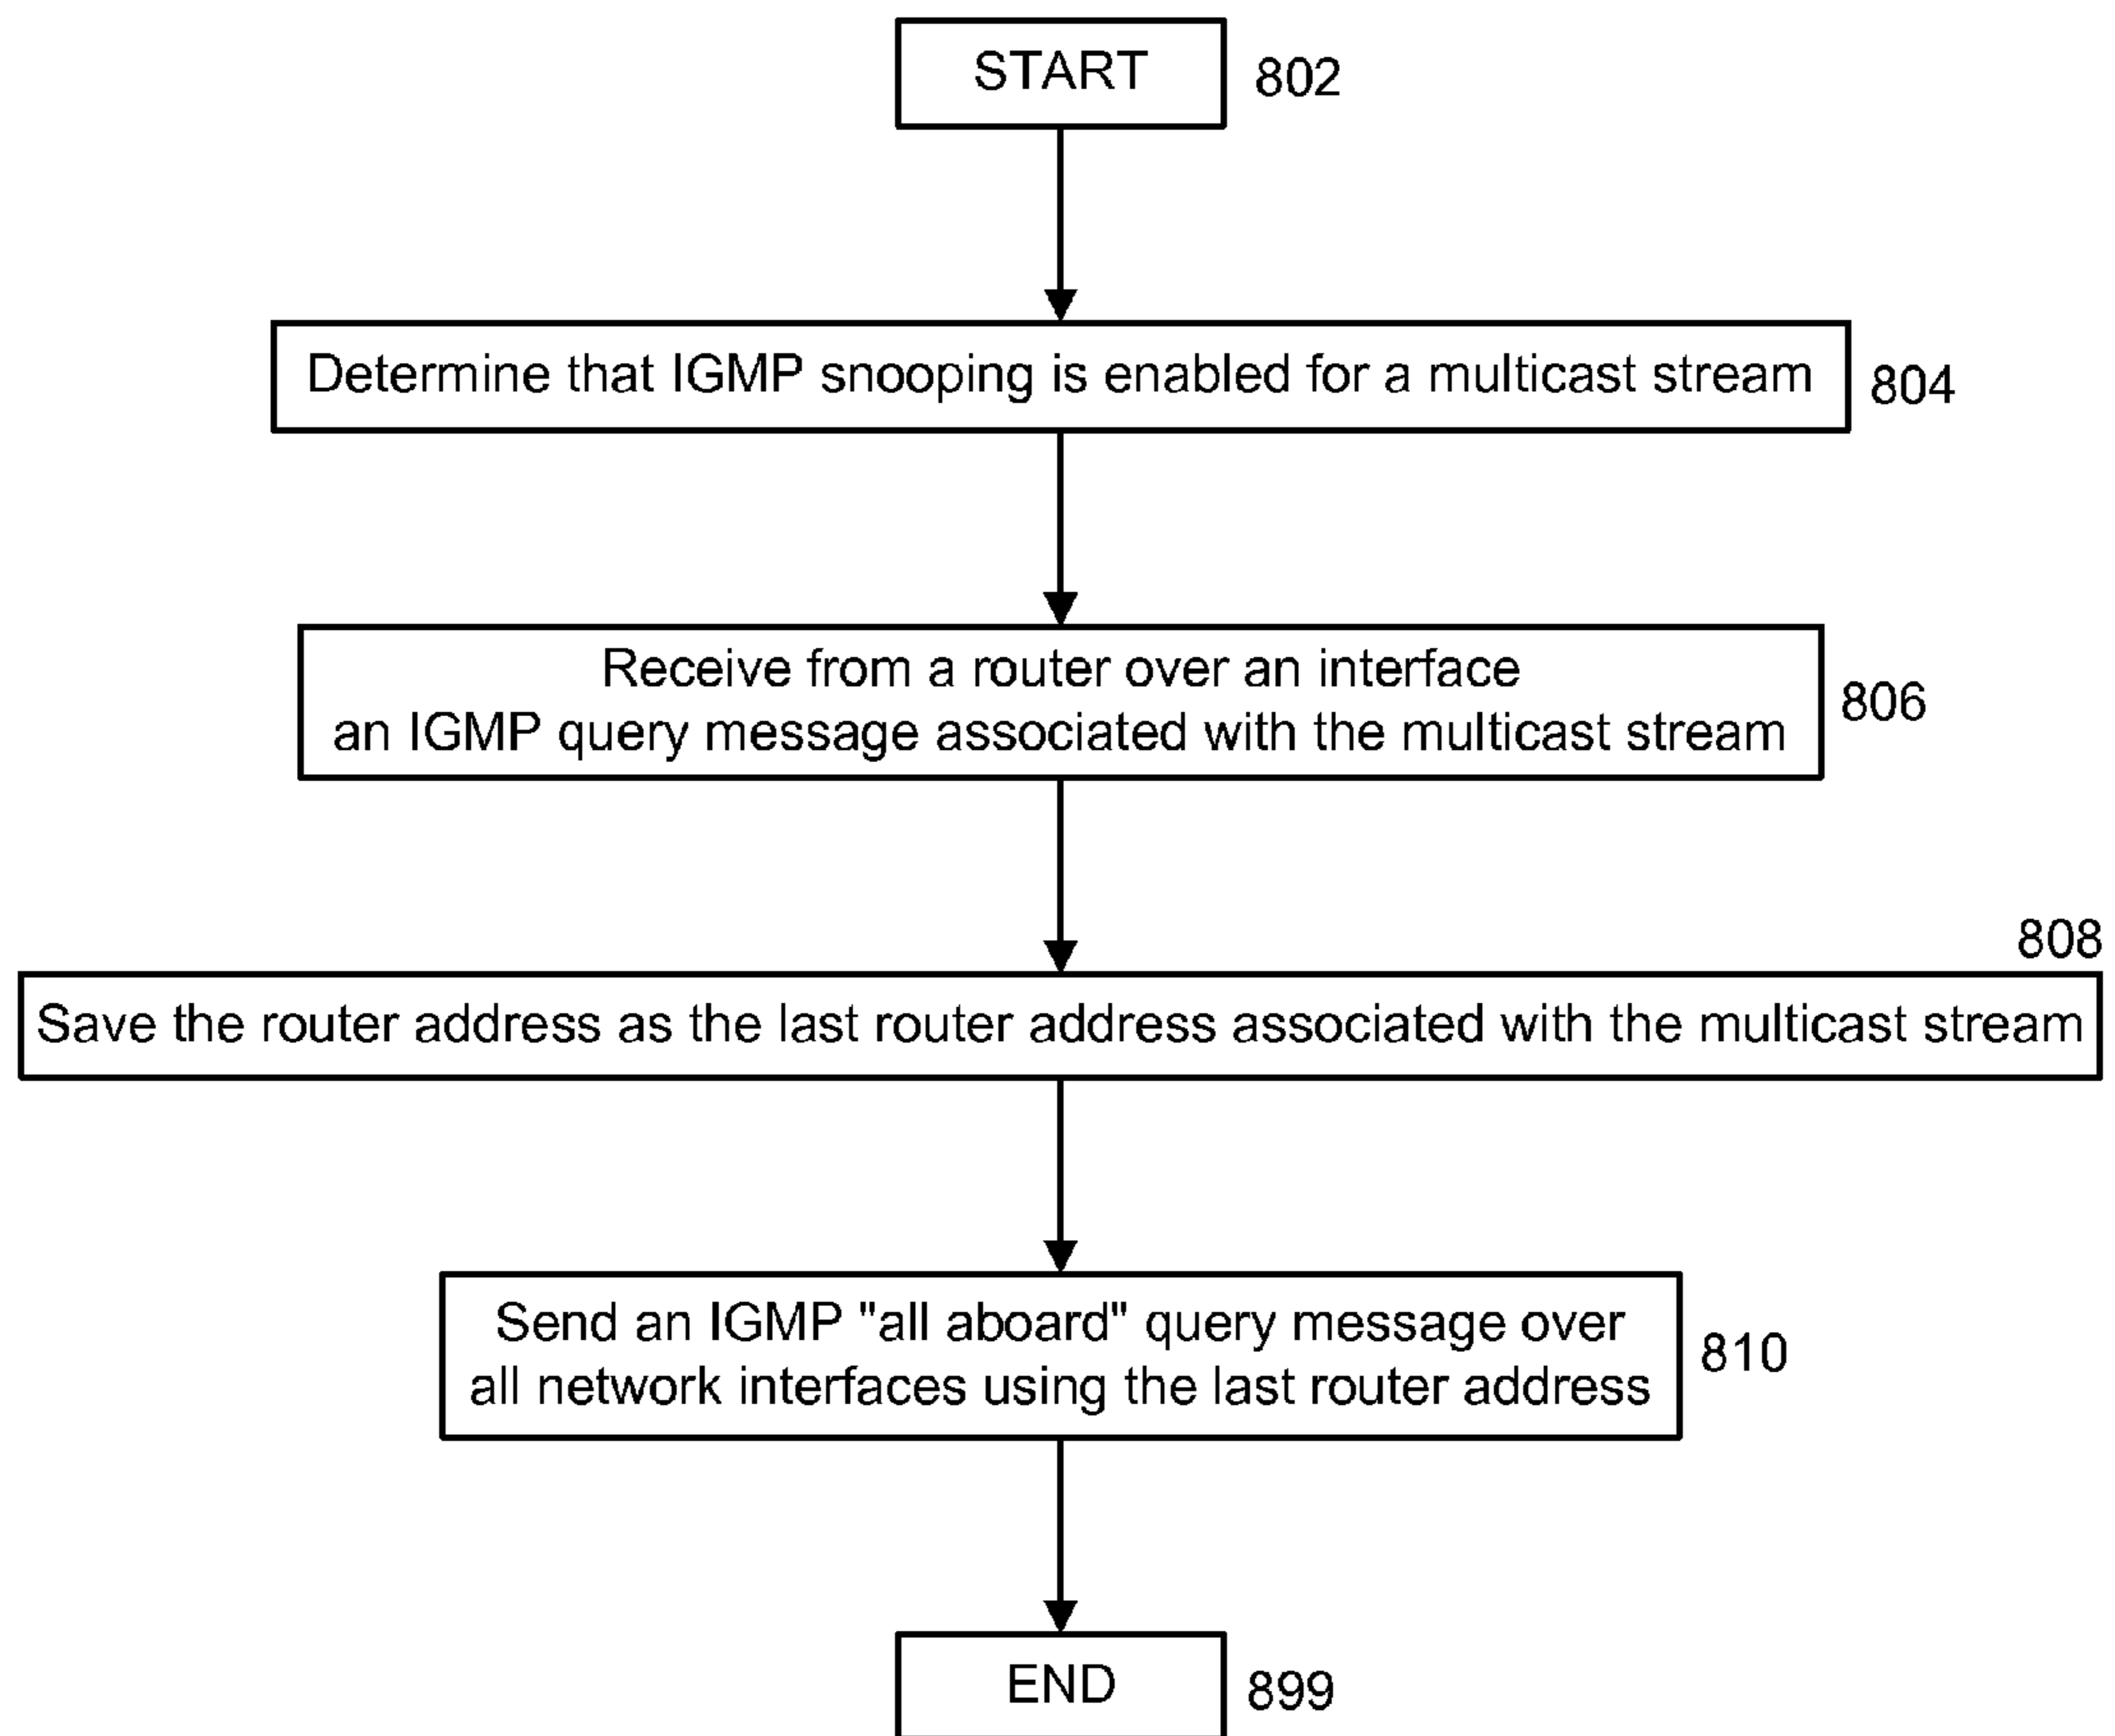 START
802
Determine that IGMP snooping is enabled for a multicast stream
804
Receive from a router over an interface
an IGMP query message associated with the multicast stream
806
808
Save the router address as the last router address associated with the multicast stream
Send an IGMP "all aboard" query message over
all network interfaces using the last router address
810
END
899